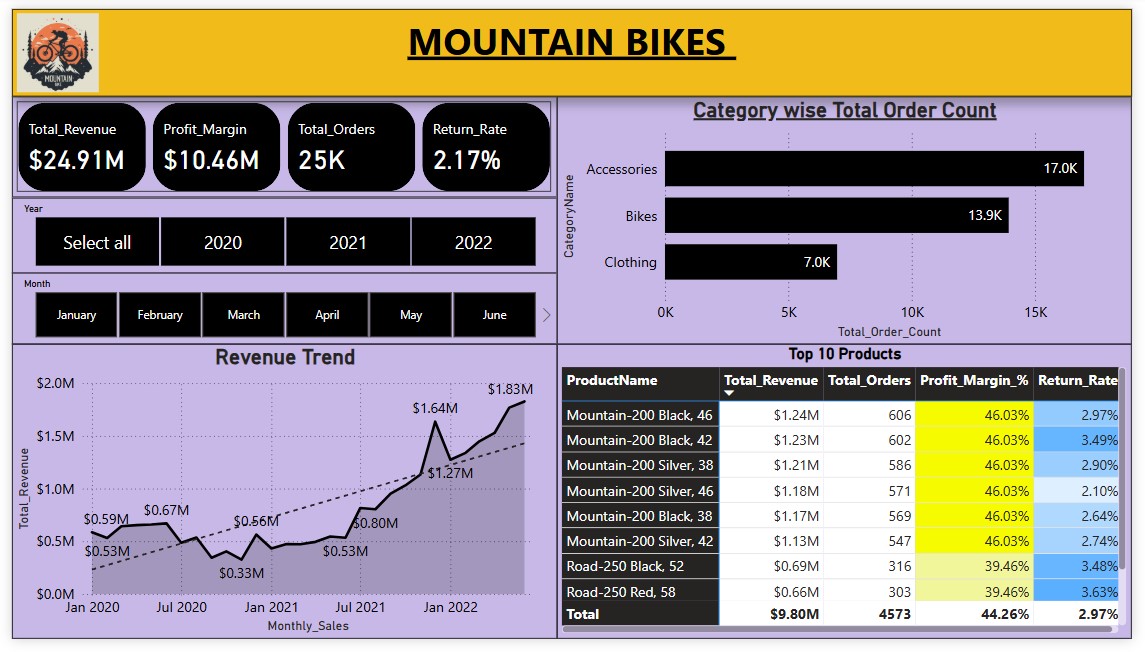 MOUNTAIN BIKES
MOUNTAIN
Total_Revenue
$24.91M
Profit_Margin
$10.46M
Total_Orders
25K
Return_Rate
2.17%
Year
Select all 2020 2021 2022
Month
January February March April May June
Category wise Total Order Count
CategoryName
Accessories 17.0K
Bikes 13.9K
Clothing 7.0K
0K 5K 10K 15K
Total_Order_Count
Revenue Trend
Total_Revenue
$2.0M
$1.5M
$1.0M
$0.5M
$0.0M
$0.59M
$0.53M
$0.67M
$0.33M
$0.56M
$0.53M
$0.80M
$1.64M
$1.27M
$1.83M
Jan 2020 Jul 2020 Jan 2021 Jul 2021 Jan 2022
Monthly_Sales
Top 10 Products
ProductName Total_Revenue Total_Orders Profit_Margin_% Return_Rate
Mountain-200 Black, 46 $1.24M 606 46.03% 2.97%
Mountain-200 Black, 42 $1.23M 602 46.03% 3.49%
Mountain-200 Silver, 38 $1.21M 586 46.03% 2.90%
Mountain-200 Silver, 46 $1.18M 571 46.03% 2.10%
Mountain-200 Black, 38 $1.17M 569 46.03% 2.64%
Mountain-200 Silver, 42 $1.13M 547 46.03% 2.74%
Road-250 Black, 52 $0.69M 316 39.46% 3.48%
Road-250 Red, 58 $0.66M 303 39.46% 3.63%
Total $9.80M 4573 44.26% 2.97%